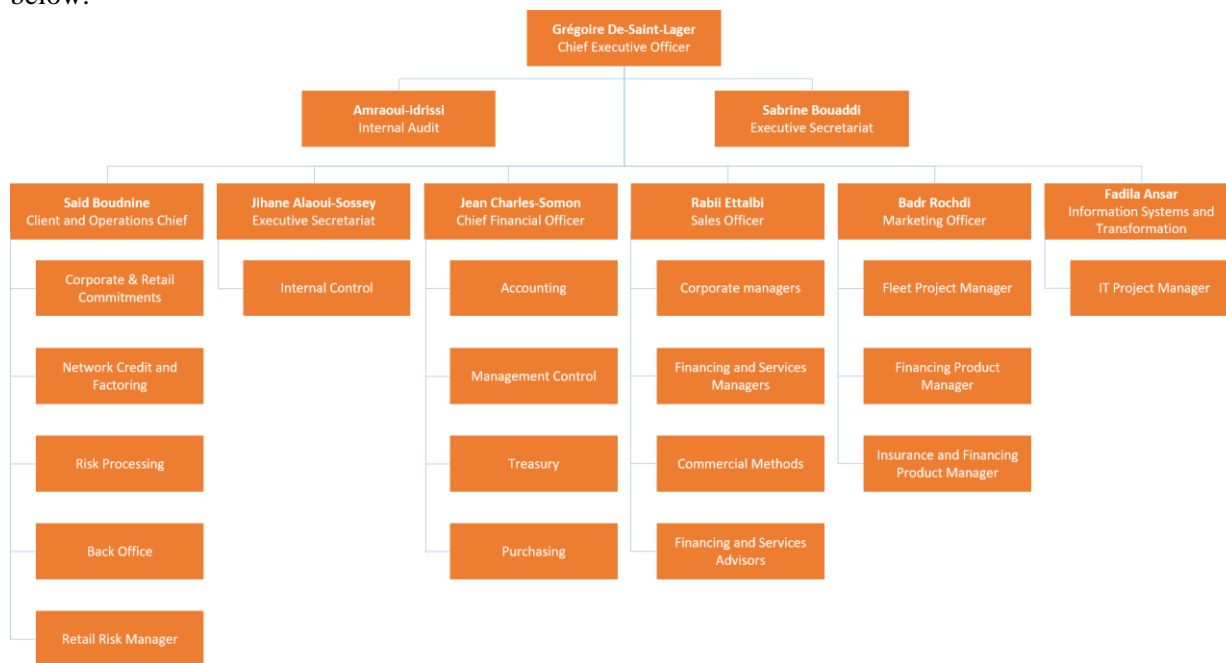 below:
Grégoire De-Saint-Lager
Chief Executive Officer
Amraoui-idrissi
Internal Audit
Sabrine Bouaddi
Executive Secretariat
Said Boudnine
Client and Operations Chief
Jihane Alaoui-Sossey
Executive Secretariat
Jean Charles-Somon
Chief Financial Officer
Rabii Ettalbi
Sales Officer
Badr Rochdi
Marketing Officer
Fadila Ansar
Information Systems and
Transformation
Corporate & Retail
Commitments
Internal Control
Accounting
Corporate managers
Fleet Project Manager
IT Project Manager
Network Credit and
Factoring
Management Control
Financing and Services
Managers
Financing Product
Manager
Risk Processing
Treasury
Commercial Methods
Insurance and Financing
Product Manager
Back Office
Purchasing
Financing and Services
Advisors
Retail Risk Manager